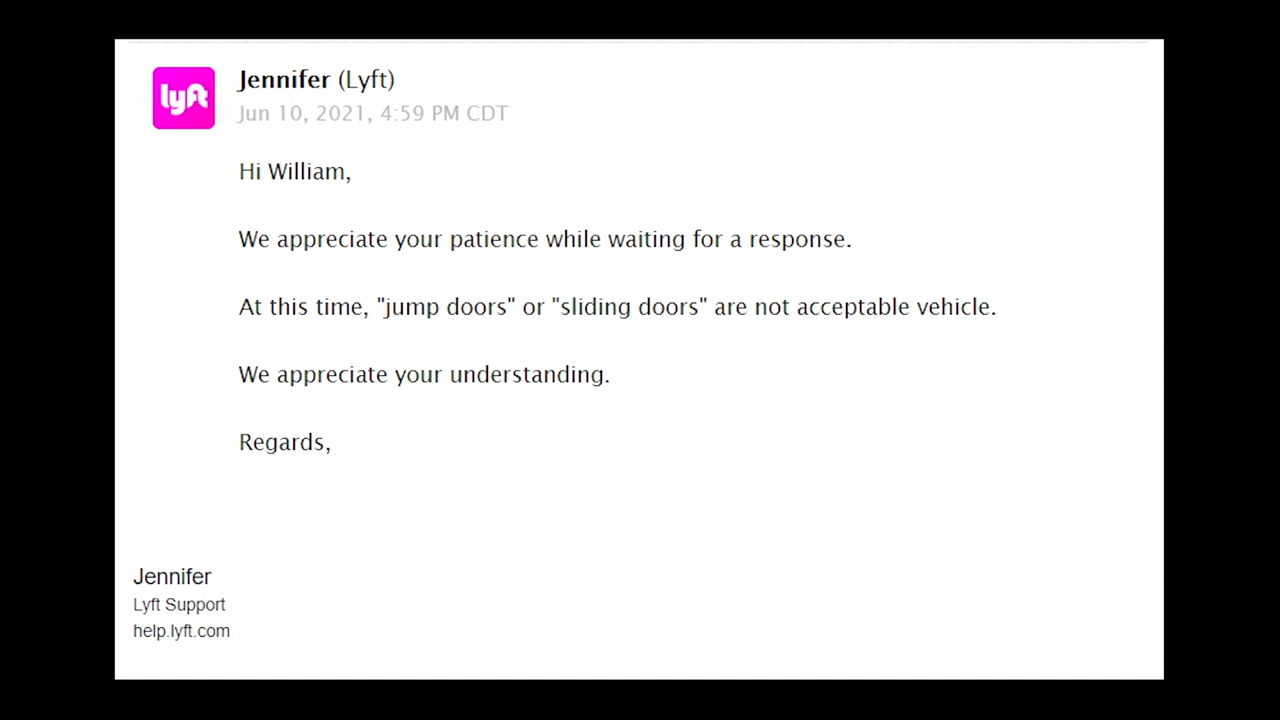 lyft
Jennifer (Lyft)
Jun 10, 2021, 4:59 PM CDT
Hi William,
We appreciate your patience while waiting for a response.
At this time, "jump doors" or "sliding doors" are not acceptable vehicle.
We appreciate your understanding.
Regards,
Jennifer
Lyft Support
help.lyft.com